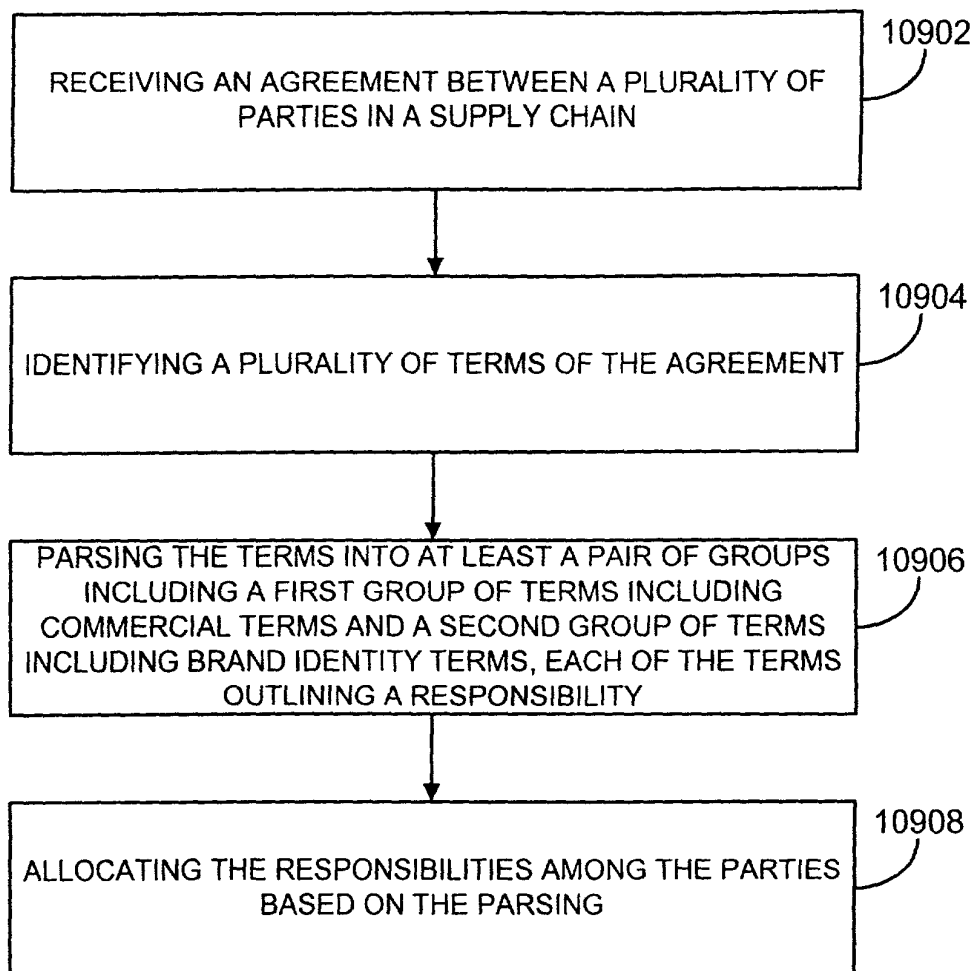 10902
RECEIVING AN AGREEMENT BETWEEN A PLURALITY OF
PARTIES IN A SUPPLY CHAIN
10904
IDENTIFYING A PLURALITY OF TERMS OF THE AGREEMENT
10906
PARSING THE TERMS INTO AT LEAST A PAIR OF GROUPS
INCLUDING A FIRST GROUP OF TERMS INCLUDING
COMMERCIAL TERMS AND A SECOND GROUP OF TERMS
INCLUDING BRAND IDENTITY TERMS, EACH OF THE TERMS
OUTLINING A RESPONSIBILITY
10908
ALLOCATING THE RESPONSIBILITIES AMONG THE PARTIES
BASED ON THE PARSING